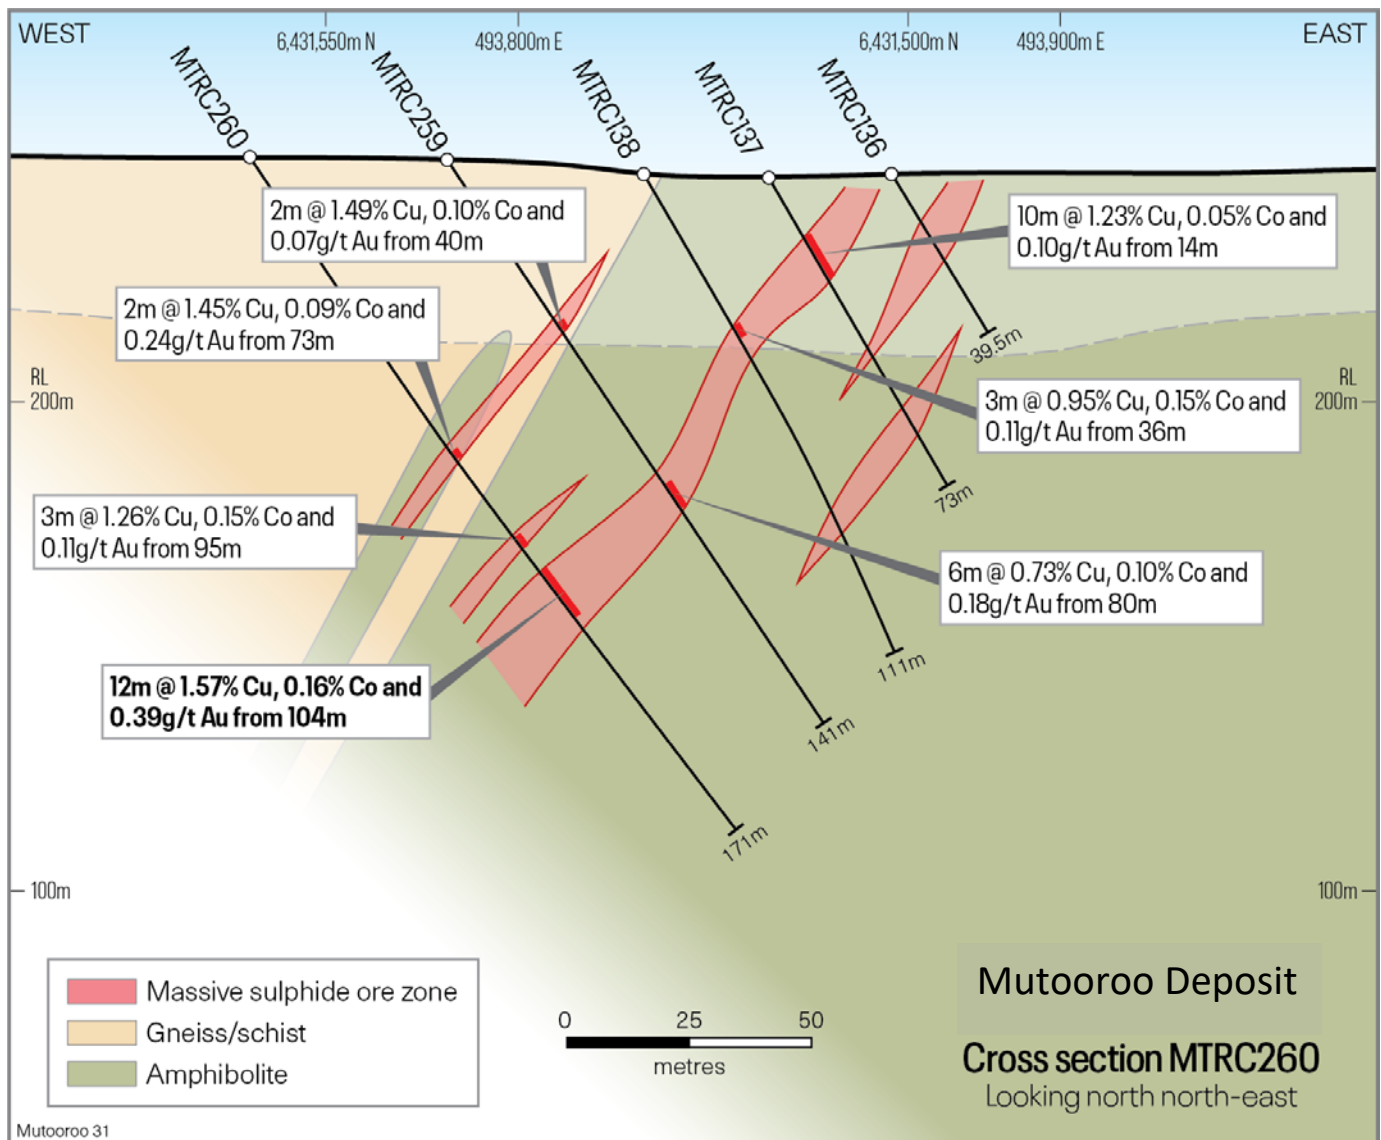 WEST
6,431,550m N
493,800m E
6,431,500m N
493,900m E
EAST
MTRC260
MTRC259
MTRC138
MTRC137
MTRC136
2m @ 1.49% Cu, 0.10% Co and
0.07g/t Au from 40m
10m @ 1.23% Cu, 0.05% Co and
0.10g/t Au from 14m
2m @ 1.45% Cu, 0.09% Co and
0.24g/t Au from 73m
39.5m
RL
200m
RL
200m
3m @ 0.95% Cu, 0.15% Co and
0.11g/t Au from 36m
73m
3m @ 1.26% Cu, 0.15% Co and
0.11g/t Au from 95m
6m @ 0.73% Cu, 0.10% Co and
0.18g/t Au from 80m
111m
12m @ 1.57% Cu, 0.16% Co and
0.39g/t Au from 104m
141m
171m
100m
100m
Massive sulphide ore zone
Gneiss/schist
Amphibolite
0 25 50
metres
Mutooroo Deposit
Cross section MTRC260
Looking north north-east
Mutooroo 31